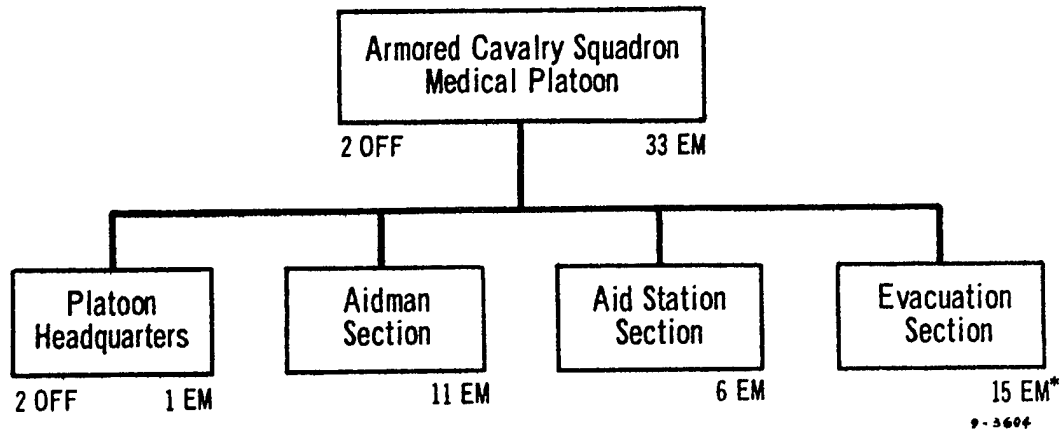 Armored Cavalry Squadron
Medical Platoon
2 OFF 33 EM
Platoon
Headquarters
2 OFF 1 EM
Aidman
Section
11 EM
Aid Station
Section
6 EM
Evacuation
Section
15 EM*
9-3604